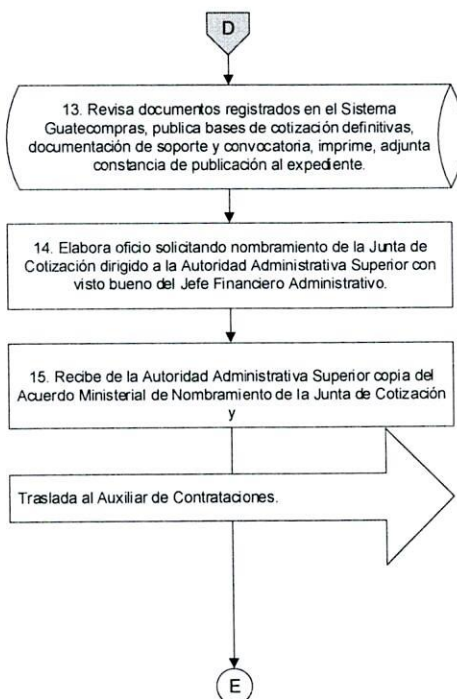 D
13. Revisa documentos registrados en el Sistema
Guatecompras, publica bases de cotización definitivas,
documentación de soporte y convocatoria, imprime, adjunta
constancia de publicación al expediente.
14. Elabora oficio solicitando nombramiento de la Junta de
Cotización dirigido a la Autoridad Administrativa Superior con
visto bueno del Jefe Financiero Administrativo.
15. Recibe de la Autoridad Administrativa Superior copia del
Acuerdo Ministerial de Nombramiento de la Junta de Cotización
y
Traslada al Auxiliar de Contrataciones.
E